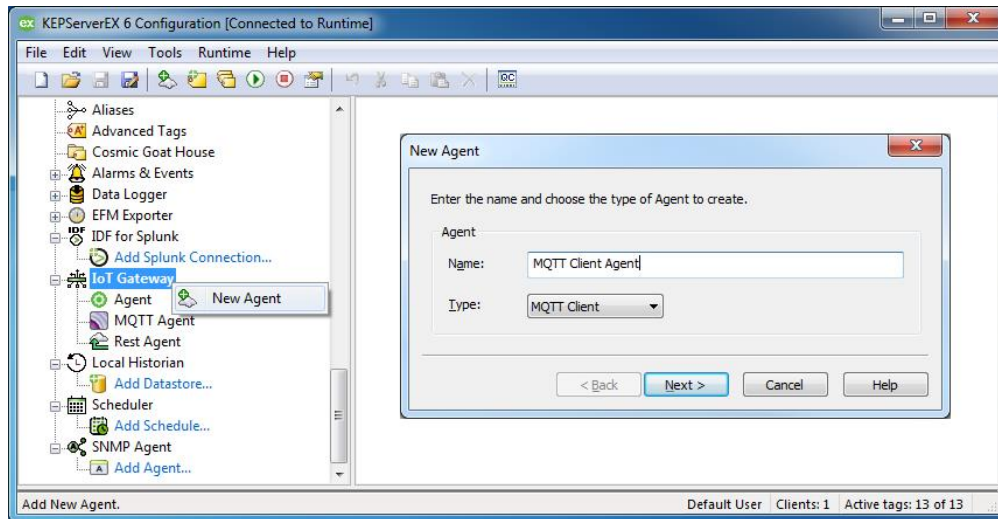 KEPServerEX 6 Configuration [Connected to Runtime]
File Edit View Tools Runtime Help
Aliases
Advanced Tags
Cosmic Goat House
Alarms & Events
Data Logger
EFM Exporter
IDF for Splunk
Add Splunk Connection...
IoT Gateway
Agent
New Agent
MQTT Agent
Rest Agent
Local Historian
Add Datastore...
Scheduler
Add Schedule...
SNMP Agent
Add Agent...
New Agent
Enter the name and choose the type of Agent to create.
Agent
Name: MQTT Client Agent
Type: MQTT Client
< Back Next > Cancel Help
Add New Agent. Default User Clients: 1 Active tags: 13 of 13